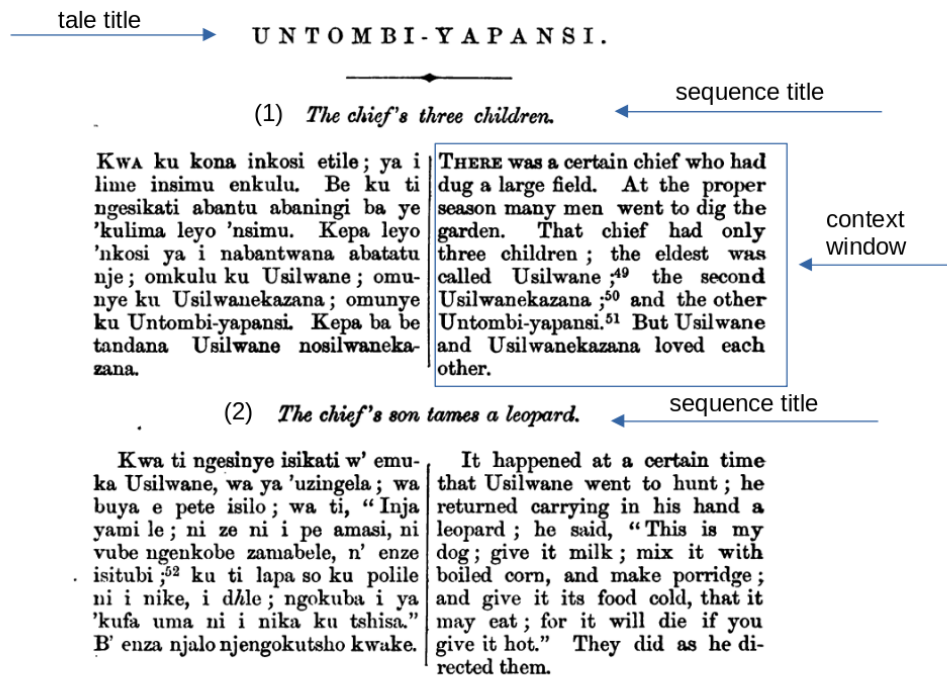 tale title
UNTOMBI-YAPANSI.
sequence title
(1) The chief's three children.
KWA ku kona inkosi etile; ya i
lime insimu enkulu. Be ku ti
ngesikati abantu abaningi ba ye
'kulima leyo 'nsimu. Kepa leyo
'nkosi ya i nabantwana abatatu
nje; omkulu ku Usilwane; omu-
nye ku Usilwanekazana; omunye
ku Untombi-yapansi. Kepa ba be
tandana Usilwane nosilwaneka-
zana.
THERE was a certain chief who had
dug a large field. At the proper
season many men went to dig the
garden. That chief had only
three children; the eldest was
called Usilwane;49 the second
Usilwanekazana;50 and the other
Untombi-yapansi.51 But Usilwane
and Usilwanekazana loved each
other.
context
window
(2) The chief's son tames a leopard.
sequence title
Kwa ti ngesinye isikati w' emu-
ka Usilwane, wa ya 'uzingela; wa
buya e pete isilo; wa ti, "Inja
yami le; ni ze ni i pe amasi, ni
vube ngenkobe zamabele, n' enze
isitubi;52 ku ti lapa so ku polile
ni i nike, i dhle; ngokuba i ya
'kufa uma ni i nika ku tshisa."
B' enza njalo njengokutsho kwake.
It happened at a certain time
that Usilwane went to hunt; he
returned carrying in his hand a
leopard; he said, "This is my
dog; give it milk; mix it with
boiled corn, and make porridge;
and give it its food cold, that it
may eat; for it will die if you
give it hot." They did as he di-
rected them.